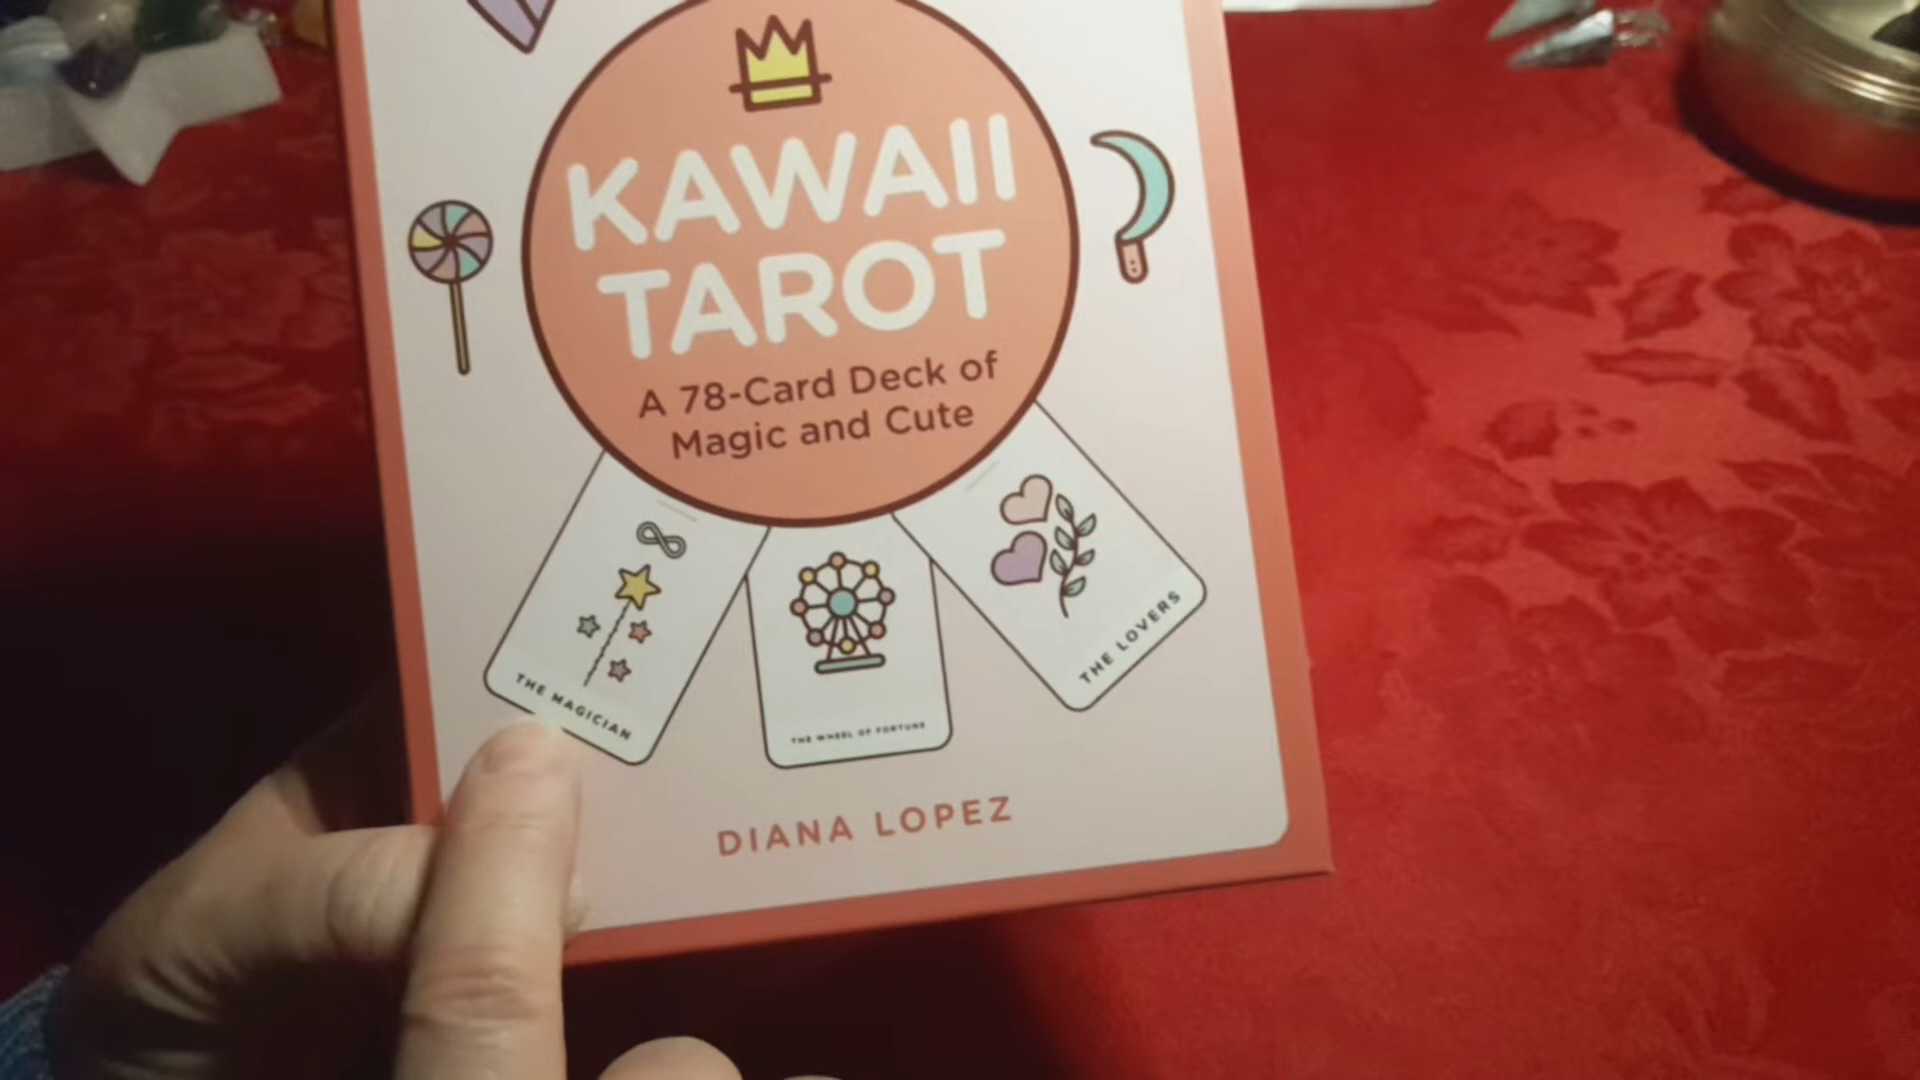 KAWAII
TAROT
A 78-Card Deck of
Magic and Cute
THE MAGICIAN
THE WHEEL OF FORTUNE
THE LOVERS
DIANA LOPEZ